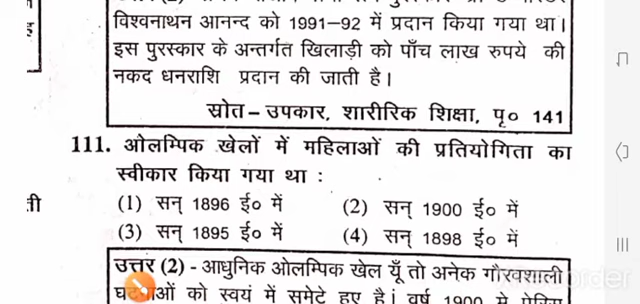 विश्वनाथन आनन्द को 1991–92 में प्रदान किया गया था।
इस पुरस्कार के अन्तर्गत खिलाड़ी को पाँच लाख रुपये की
नकद धनराशि प्रदान की जाती है।
स्रोत – उपकार, शारीरिक शिक्षा, पृ० 141
111. ओलम्पिक खेलों में महिलाओं की प्रतियोगिता का
स्वीकार किया गया था :
(1) सन् 1896 ई० में (2) सन् 1900 ई० में
(3) सन् 1895 ई० में (4) सन् 1898 ई० में
उत्तर (2) - आधुनिक ओलम्पिक खेल यूँ तो अनेक गौरवशाली
को स्वयं में समेटे हुए है। वर्ष 1900 में